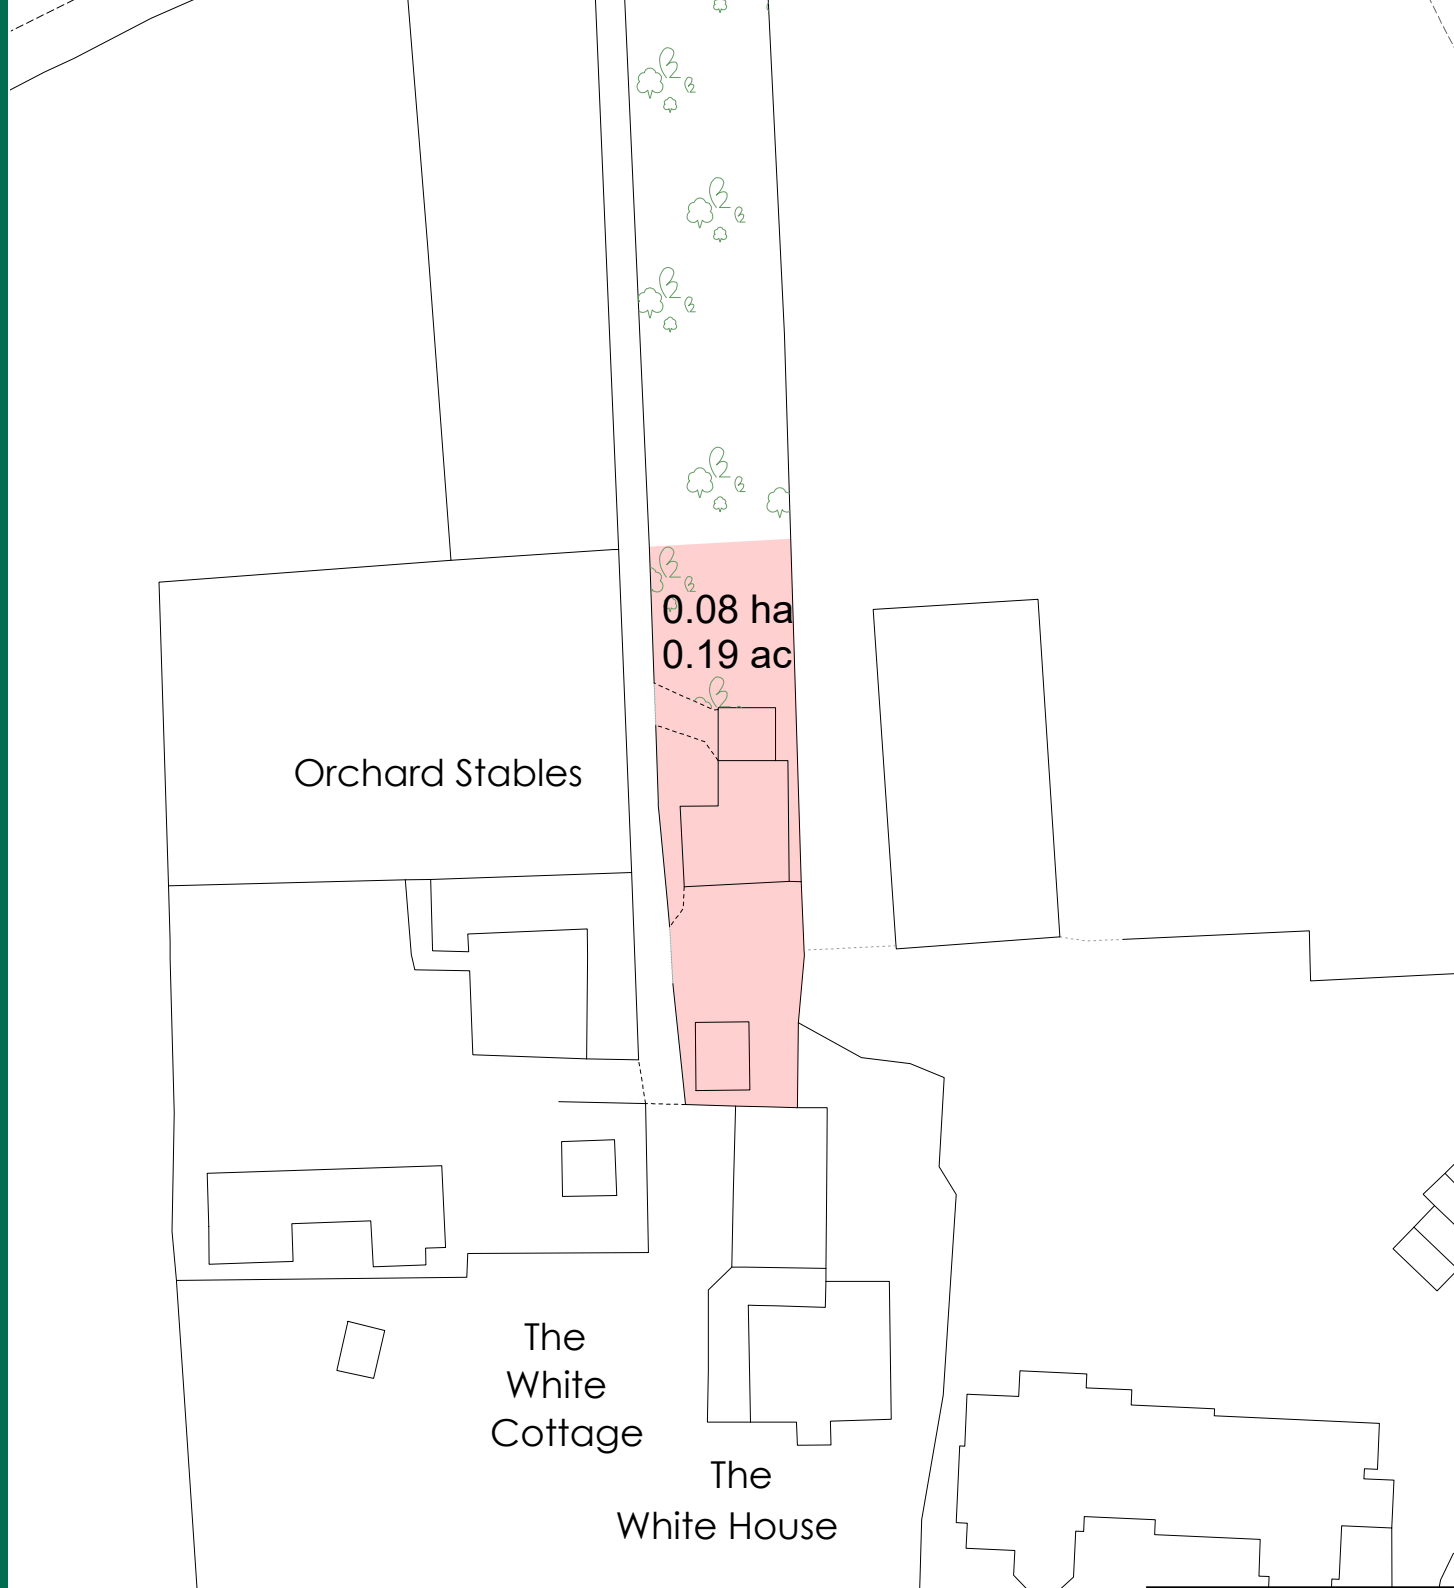 0.08 ha
0.19 ac
Orchard Stables
The
White
Cottage
The
White House